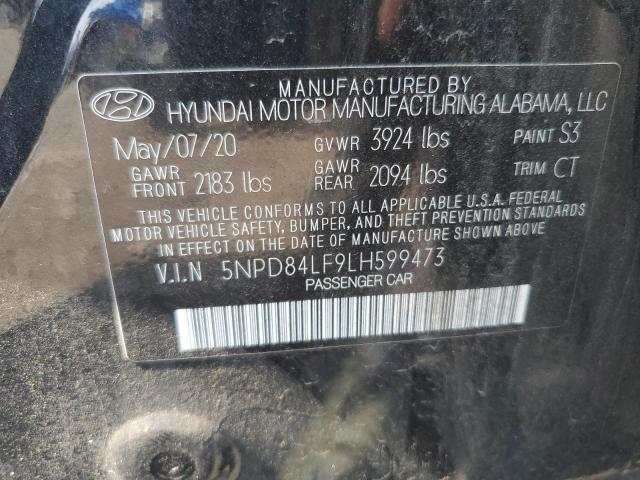 MANUFACTURED BY
HYUNDAI MOTOR MANUFACTURING ALABAMA, LLC
May/07/20 GVWR 3924 lbs PAINT S3
GAWR FRONT 2183 lbs GAWR REAR 2094 lbs TRIM CT
THIS VEHICLE CONFORMS TO ALL APPLICABLE U.S.A. FEDERAL
MOTOR VEHICLE SAFETY, BUMPER, AND THEFT PREVENTION STANDARDS
IN EFFECT ON THE DATE OF MANUFACTURE SHOWN ABOVE.
V.I.N 5NPD84LF9LH599473
PASSENGER CAR